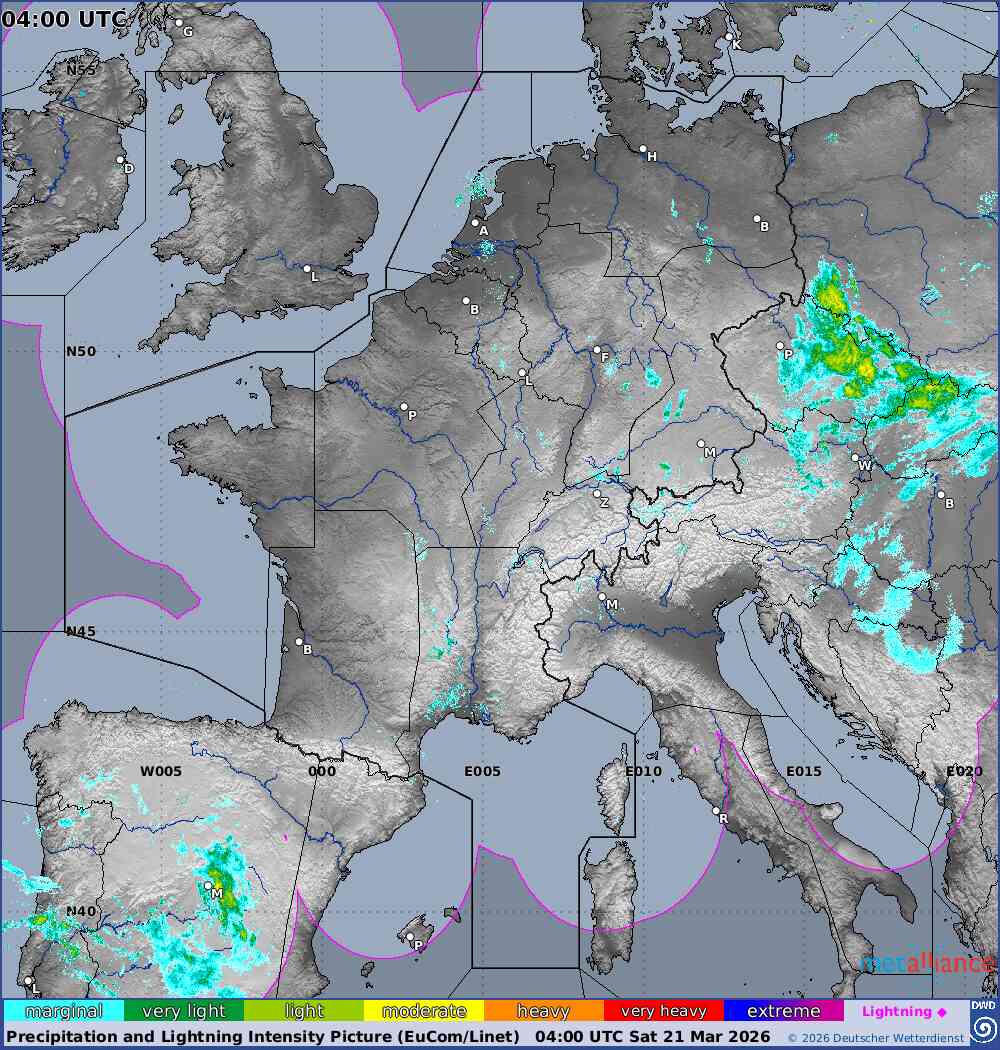 04:00 UTC
G
K
N55
D
H
A
B
L
B
N50
P
F
L
P
M
W
B
Z
M
N45
B
W005
000
E005
E010
E015
E020
R
M
N40
P
L
metalliance
marginal
very light
light
moderate
heavy
very heavy
extreme
Lightning ◆
DWD
Precipitation and Lightning Intensity Picture (EuCom/Linet) 04:00 UTC Sat 21 Mar 2026 © 2026 Deutscher Wetterdienst